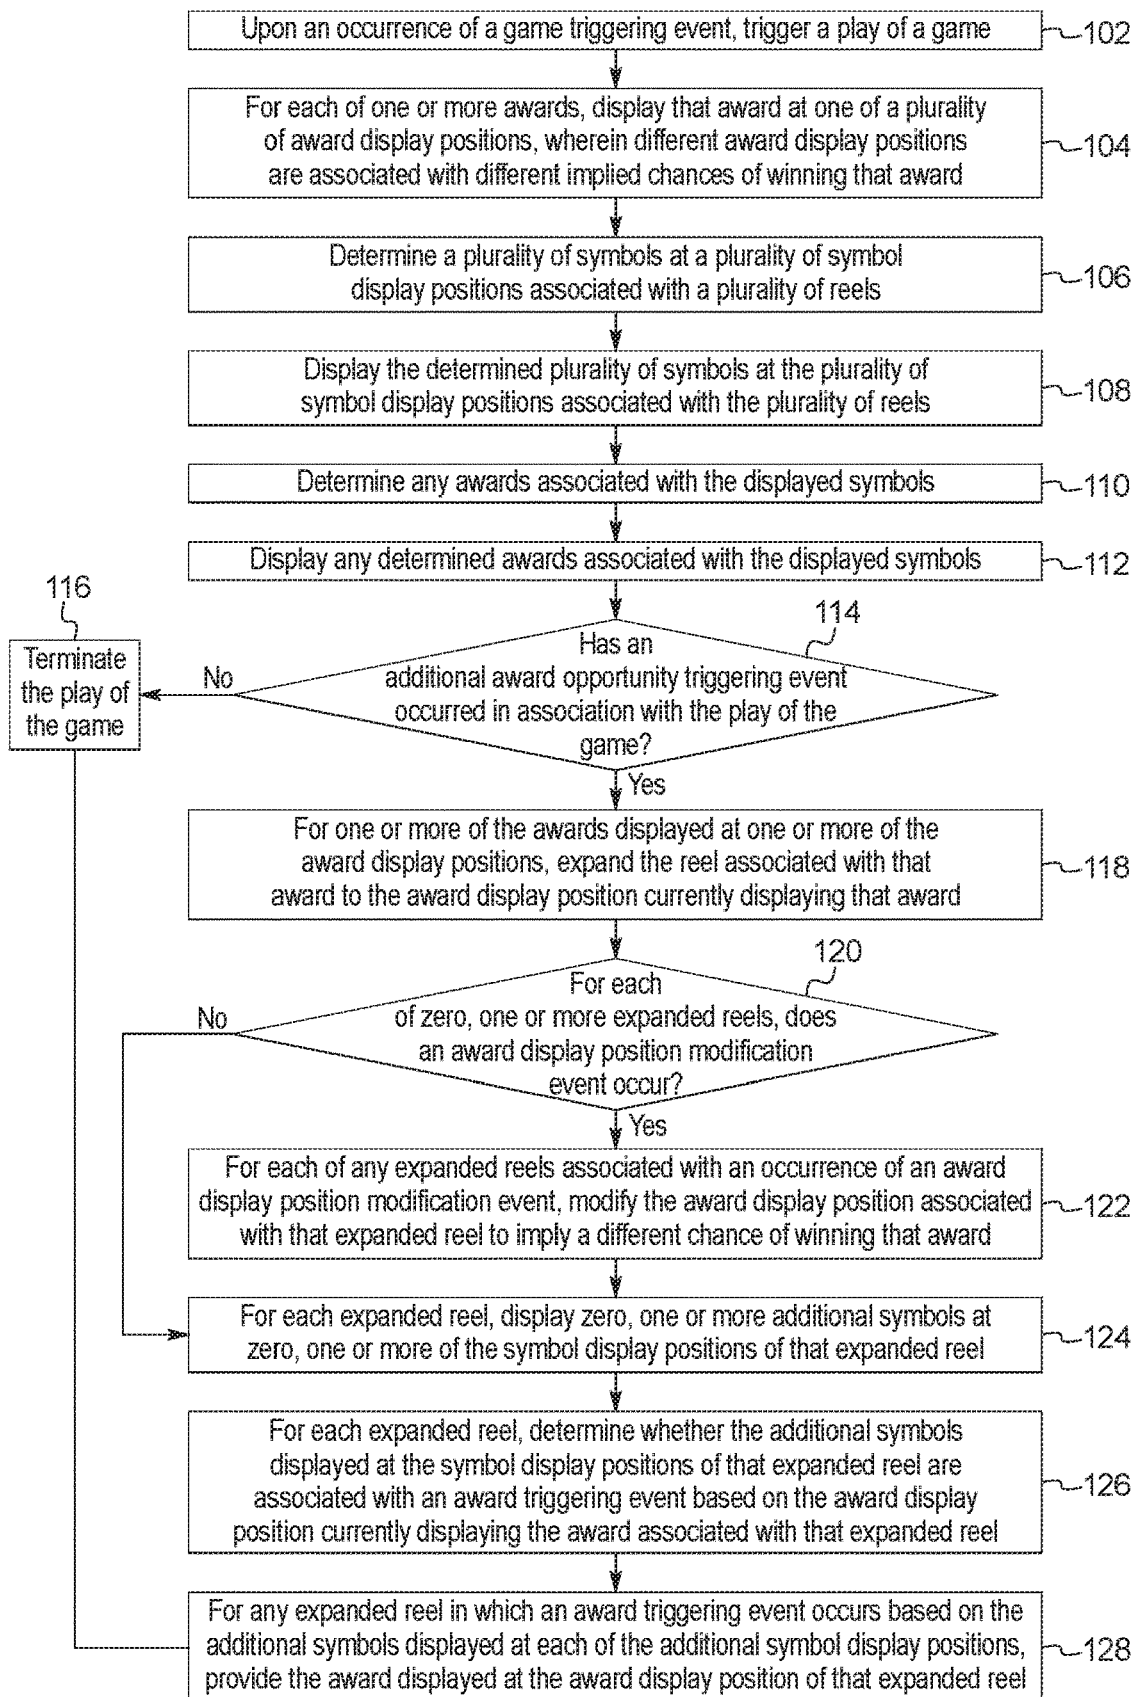 Upon an occurrence of a game triggering event, trigger a play of a game
102
For each of one or more awards, display that award at one of a plurality
of award display positions, wherein different award display positions
are associated with different implied chances of winning that award
104
Determine a plurality of symbols at a plurality of symbol
display positions associated with a plurality of reels
106
Display the determined plurality of symbols at the plurality of
symbol display positions associated with the plurality of reels
108
Determine any awards associated with the displayed symbols
110
Display any determined awards associated with the displayed symbols
112
116
Terminate
the play of
the game
No
114
Has an
additional award opportunity triggering event
occurred in association with the play of the
game?
Yes
For one or more of the awards displayed at one or more of the
award display positions, expand the reel associated with that
award to the award display position currently displaying that award
118
120
For each
of zero, one or more expanded reels, does
an award display position modification
event occur?
No
Yes
For each of any expanded reels associated with an occurrence of an award
display position modification event, modify the award display position associated
with that expanded reel to imply a different chance of winning that award
122
For each expanded reel, display zero, one or more additional symbols at
zero, one or more of the symbol display positions of that expanded reel
124
For each expanded reel, determine whether the additional symbols
displayed at the symbol display positions of that expanded reel are
associated with an award triggering event based on the award display
position currently displaying the award associated with that expanded reel
126
For any expanded reel in which an award triggering event occurs based on the
additional symbols displayed at each of the additional symbol display positions,
provide the award displayed at the award display position of that expanded reel
128